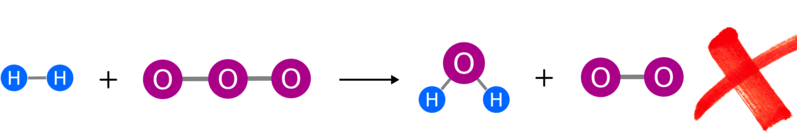 H H + O O O → O H H + O O